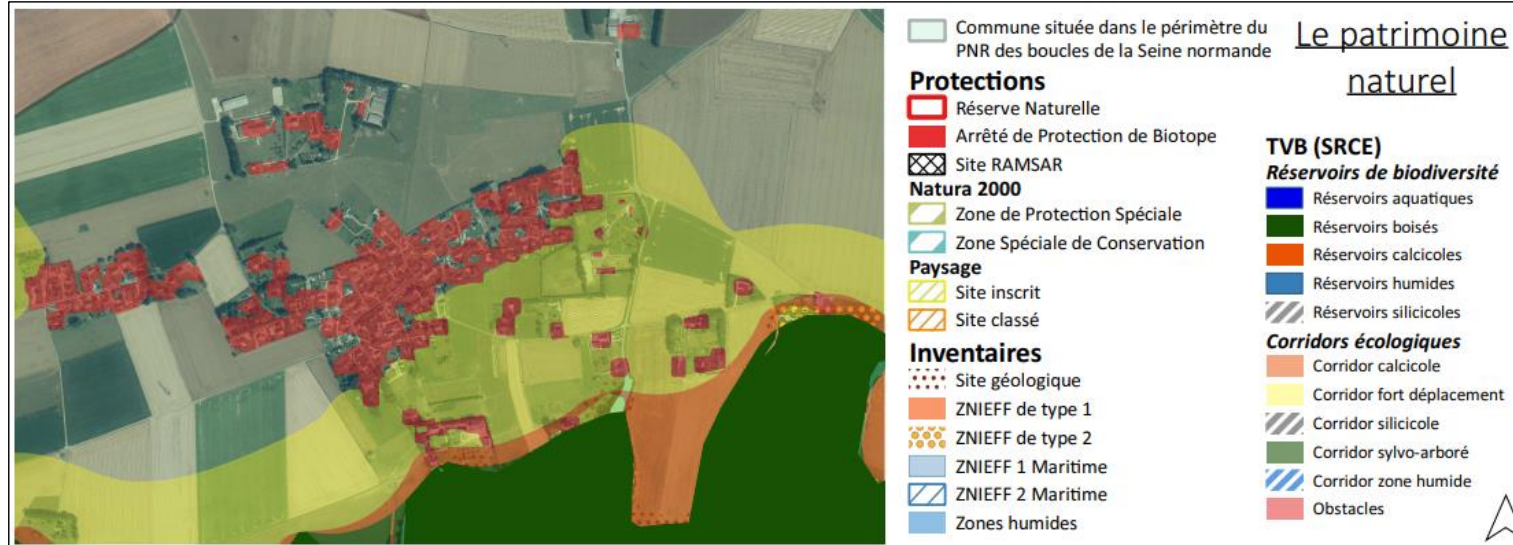 Commune située dans le périmètre du
PNR des boucles de la Seine normande
Le patrimoine
naturel
Protections
Réserve Naturelle
Arrêté de Protection de Biotope
Site RAMSAR
Natura 2000
Zone de Protection Spéciale
Zone Spéciale de Conservation
Paysage
Site inscrit
Site classé
Inventaires
Site géologique
ZNIEFF de type 1
ZNIEFF de type 2
ZNIEFF 1 Maritime
ZNIEFF 2 Maritime
Zones humides
TVB (SRCE)
Réservoirs de biodiversité
Réservoirs aquatiques
Réservoirs boisés
Réservoirs calcicoles
Réservoirs humides
Réservoirs silicicoles
Corridors écologiques
Corridor calcicole
Corridor fort déplacement
Corridor silicicole
Corridor sylvo-arboré
Corridor zone humide
Obstacles